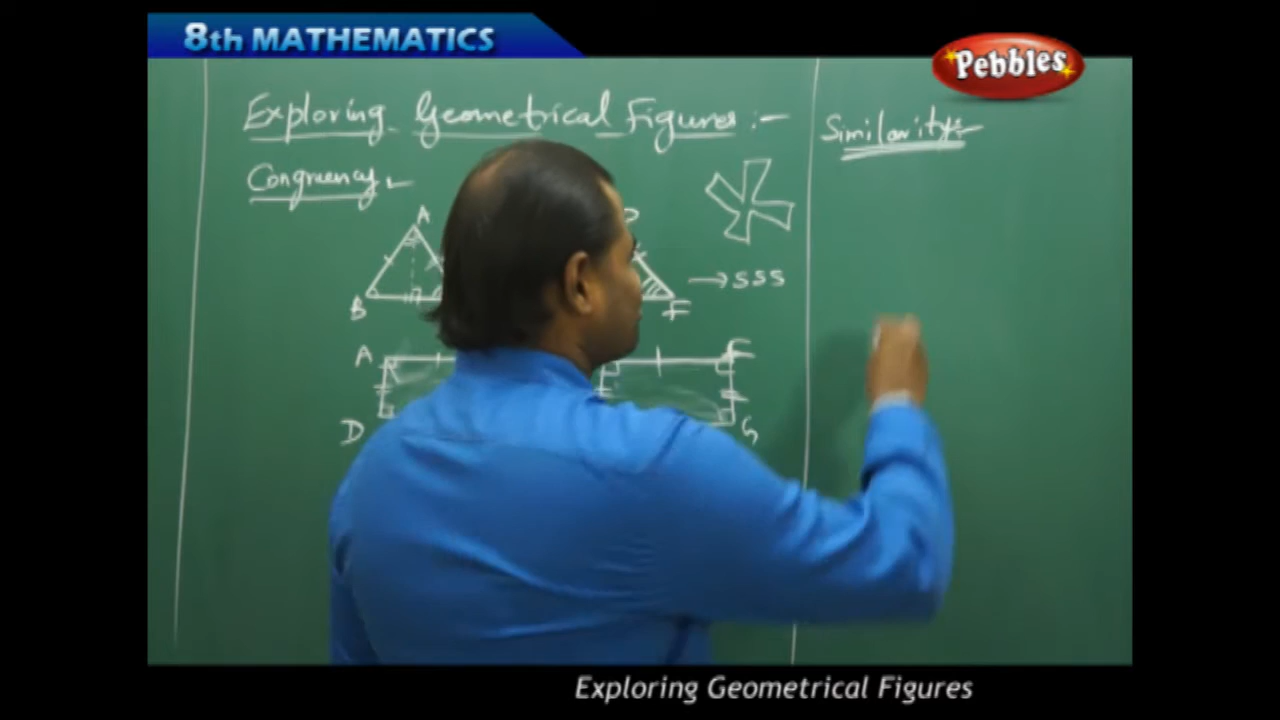 8th MATHEMATICS
Pebbles
Exploring Geometrical Figures :-
Similarity :-
Congruency :-
A
B
F
→ SSS
A
E
D
G
Exploring Geometrical Figures